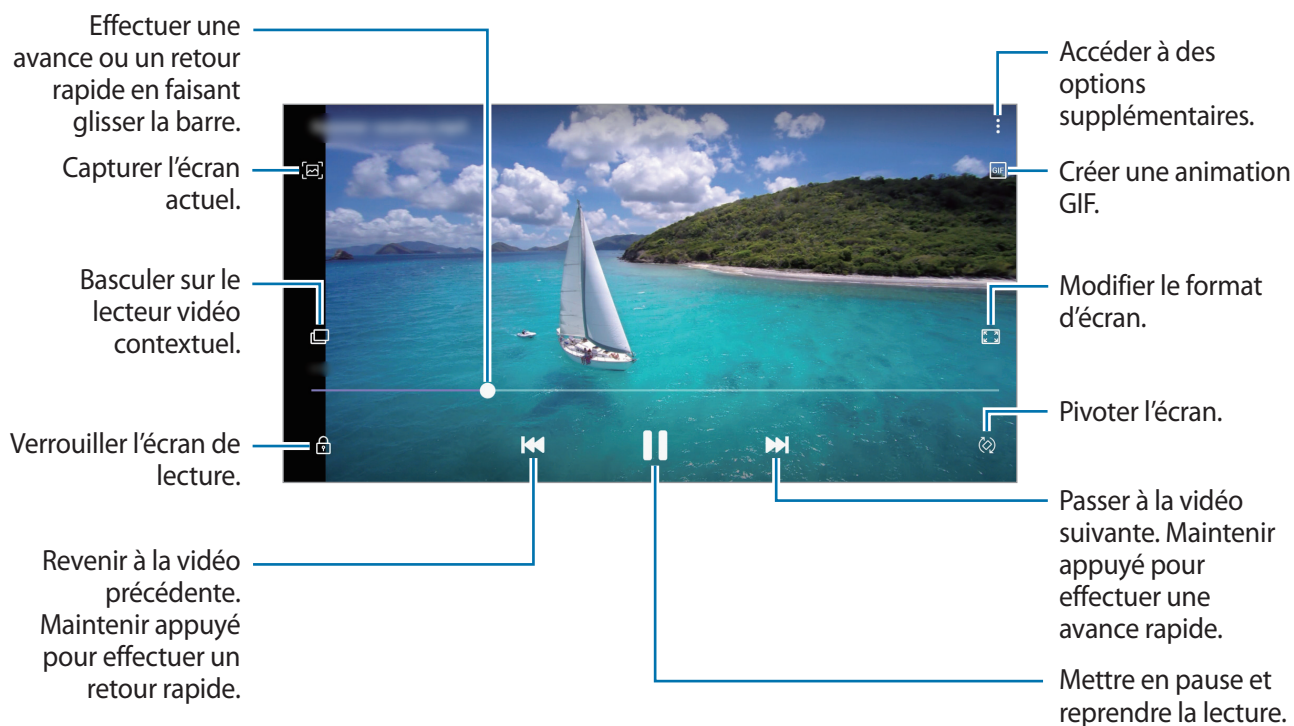 Effectuer une
avance ou un retour
rapide en faisant
glisser la barre.
Capturer l’écran
actuel.
Basculer sur le
lecteur vidéo
contextuel.
Verrouiller l’écran de
lecture.
Revenir à la vidéo
précédente.
Maintenir appuyé
pour effectuer un
retour rapide.
Accéder à des
options
supplémentaires.
GIF
Créer une animation
GIF.
Modifier le format
d’écran.
Pivoter l’écran.
Passer à la vidéo
suivante. Maintenir
appuyé pour
effectuer une
avance rapide.
Mettre en pause et
reprendre la lecture.